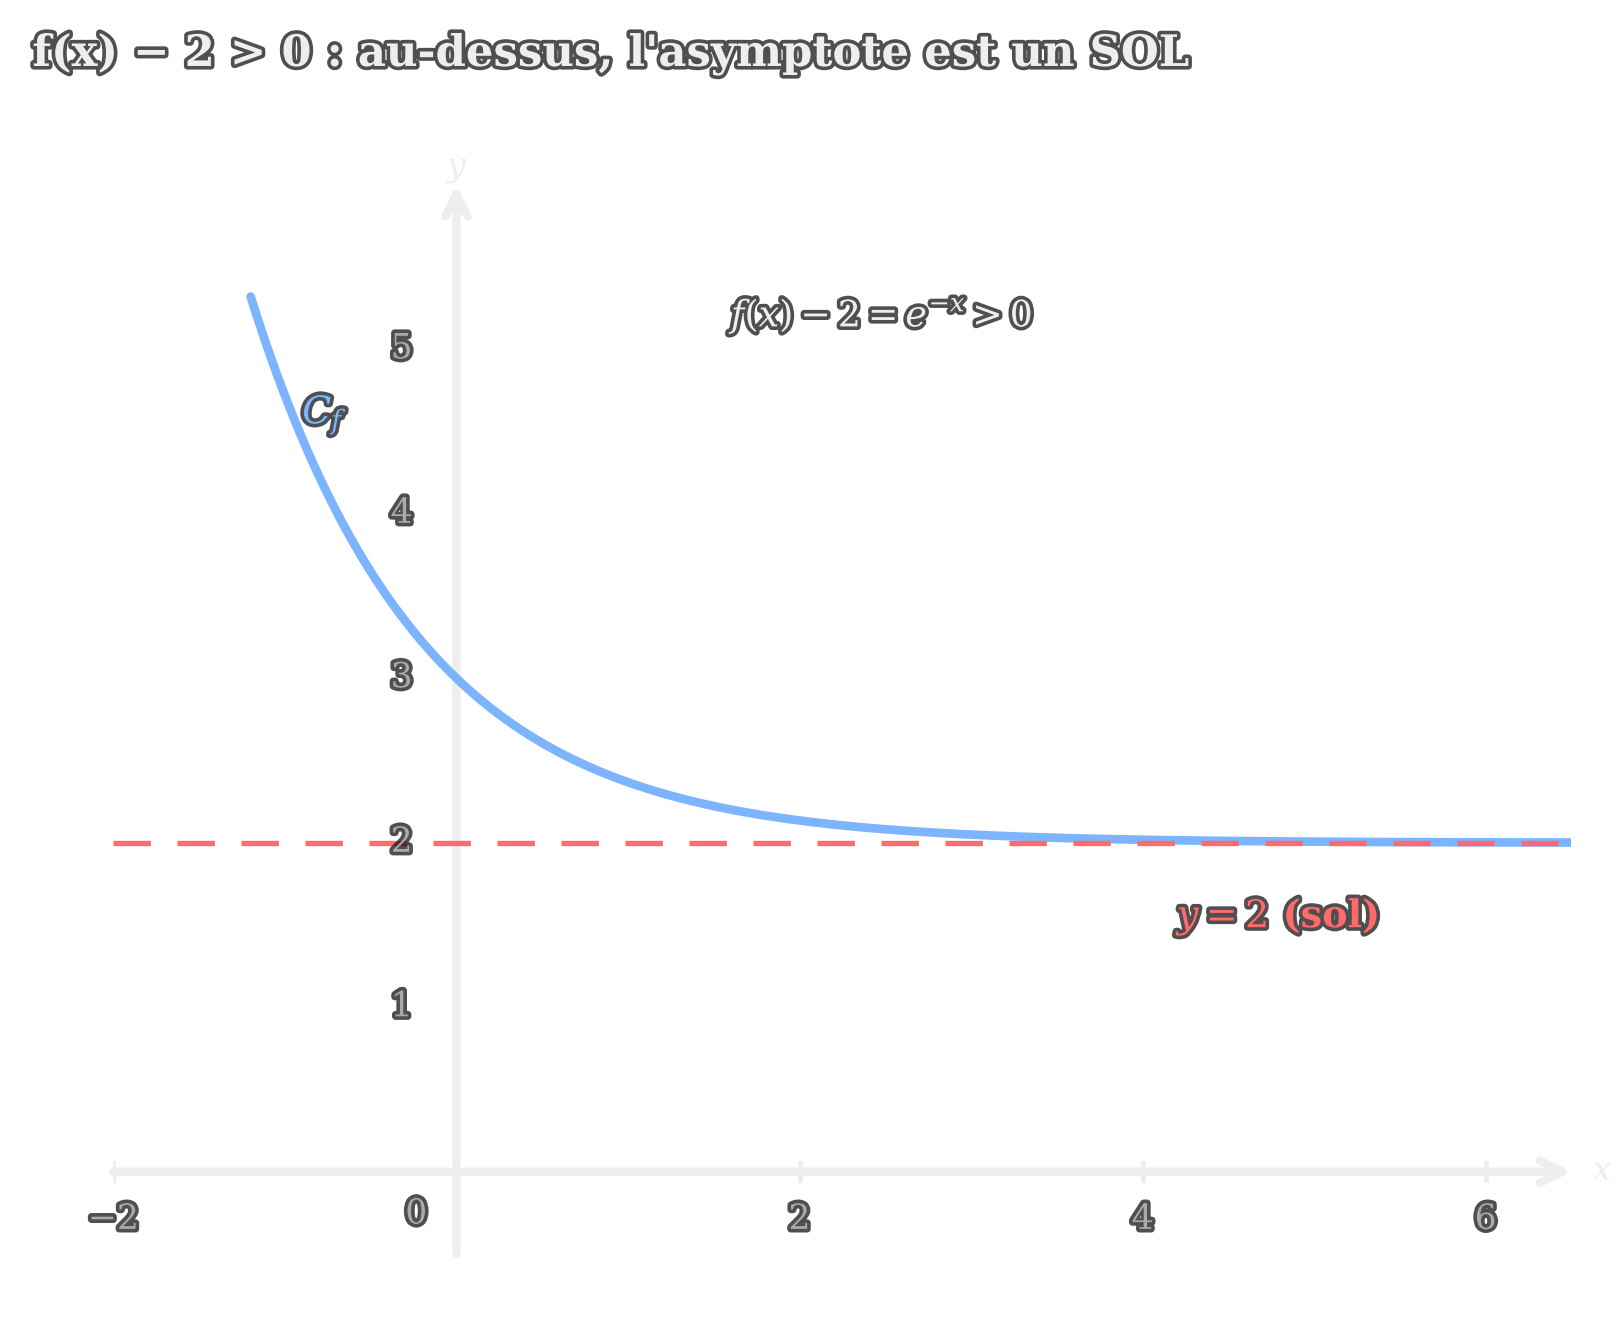 f(x) − 2 > 0 : au-dessus, l'asymptote est un SOL
y
f(x) − 2 = e^{−x} > 0
5
C_f
4
3
2
y = 2 (sol)
1
x
−2 0 2 4 6